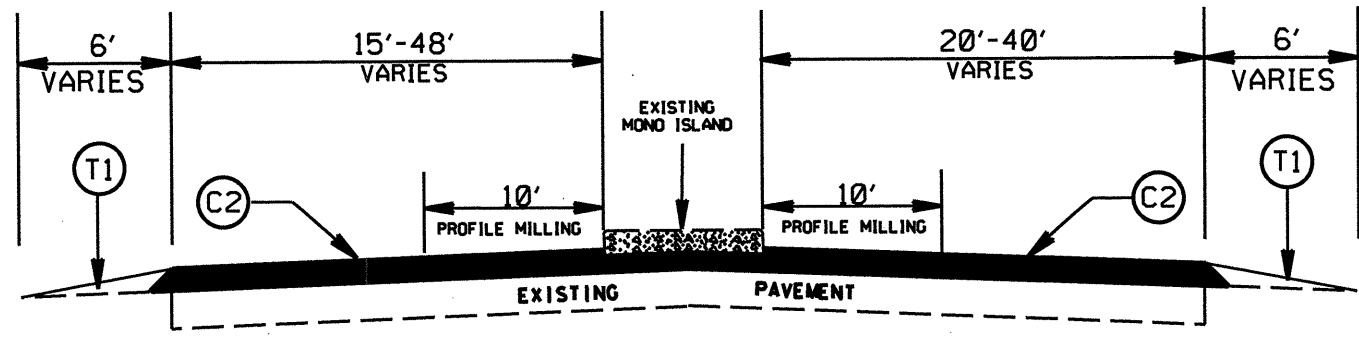 6' 15'-48' 20'-40' 6'
VARIES VARIES VARIES VARIES
EXISTING
MONO ISLAND
T1 C2 10' 10' C2 T1
PROFILE MILLING PROFILE MILLING
EXISTING PAVEMENT